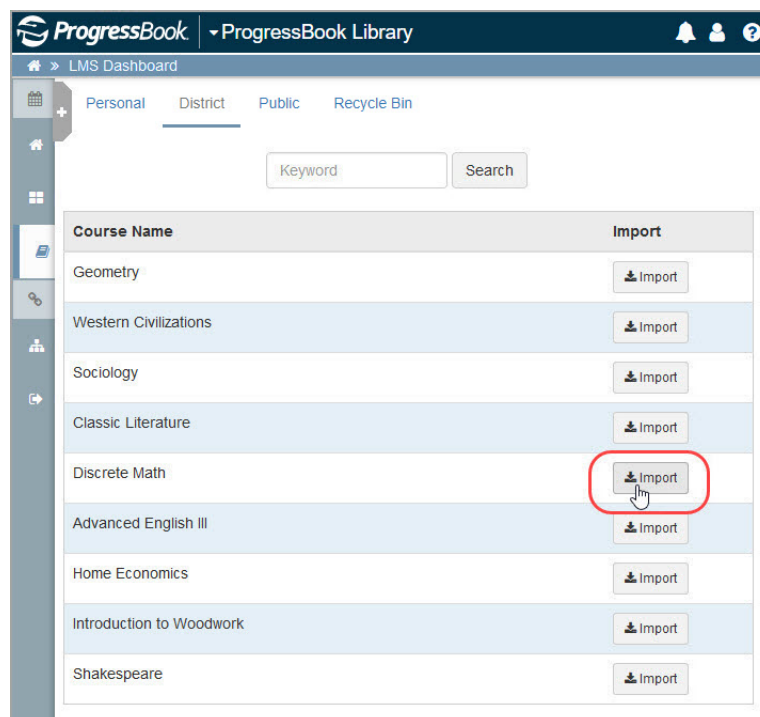 ProgressBook ProgressBook Library
» LMS Dashboard
Personal District Public Recycle Bin
Keyword Search
Course Name Import
Geometry Import
Western Civilizations Import
Sociology Import
Classic Literature Import
Discrete Math Import
Advanced English III Import
Home Economics Import
Introduction to Woodwork Import
Shakespeare Import